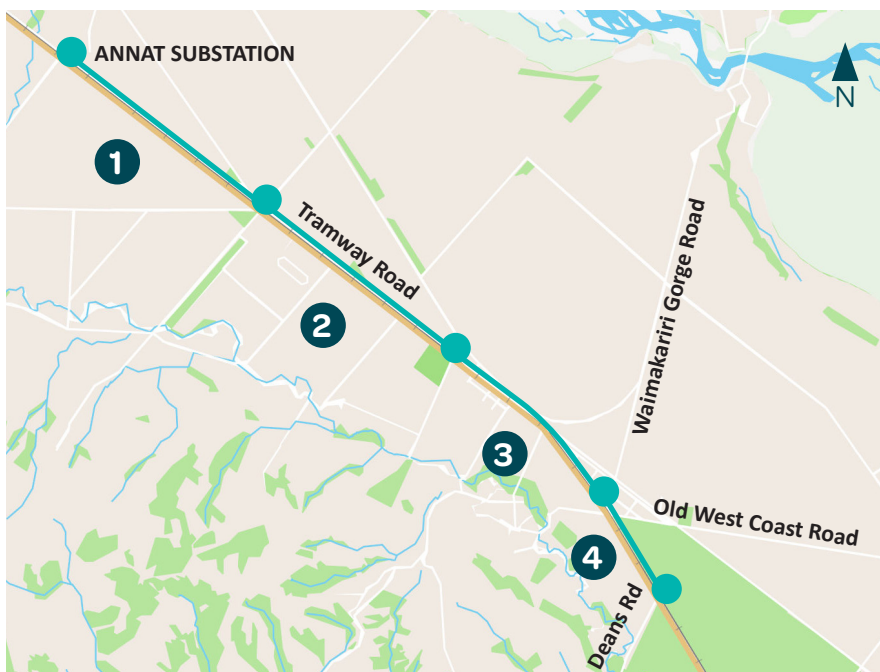 ANNAT SUBSTATION
N
1
Tramway Road
Waimakariri Gorge Road
2
3
Old West Coast Road
4
Deans Rd